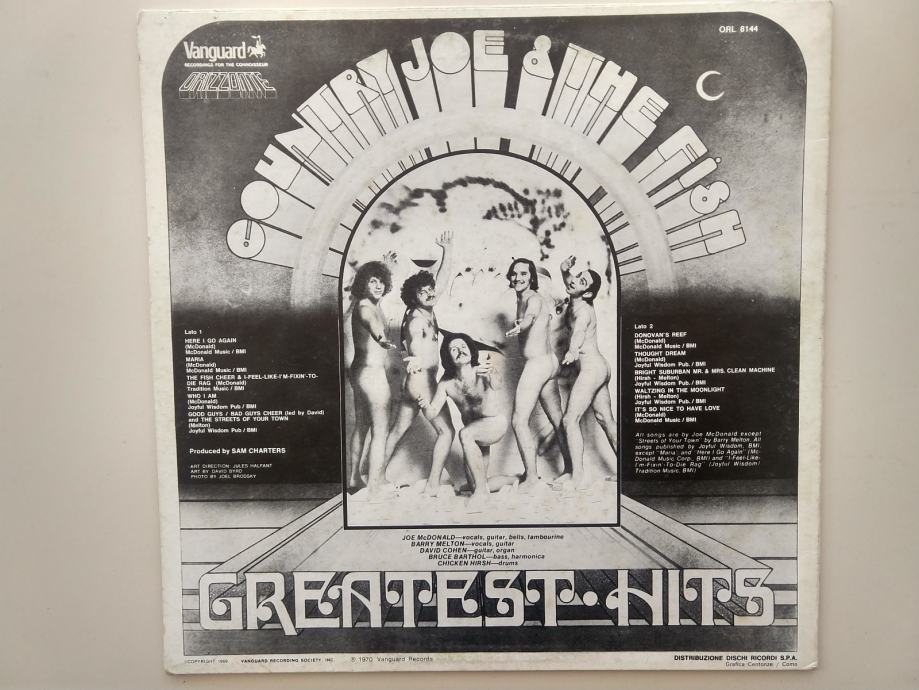 Vanguard
RECORDINGS FOR THE CONNOISSEUR
ORIZZONTE
ORL 8144
COUNTRY JOE & THE FISH
Lato 1
HERE I GO AGAIN
(McDonald)
McDonald Music / BMI
MARIA
(McDonald)
McDonald Music / BMI
THE FISH CHEER & I-FEEL-LIKE-I'M-FIXIN'-TO-
DIE RAG (McDonald)
Tradition Music / BMI
WHO I AM
(McDonald)
Joyful Wisdom Pub / BMI
GOOD GUYS / BAD GUYS CHEER (led by David)
and THE STREETS OF YOUR TOWN
(Melton)
Joyful Wisdom Pub / BMI
Produced by SAM CHARTERS
ART DIRECTION: JULES HALFANT
ART BY DAVID BYRD
PHOTO BY JOEL BRODSKY
Lato 2
DONOVAN'S REEF
(McDonald)
McDonald Music / BMI
THOUGHT DREAM
(McDonald)
Joyful Wisdom Pub. / BMI
BRIGHT SUBURBAN MR. & MRS. CLEAN MACHINE
(Hirsh - Melton)
Joyful Wisdom Pub. / BMI
WALTZING IN THE MOONLIGHT
(Hirsh - Melton)
Joyful Wisdom Pub. / BMI
IT'S SO NICE TO HAVE LOVE
(McDonald)
McDonald Music / BMI
All songs are by Joe McDonald except
"Streets of Your Town" by Barry Melton. All
songs published by Joyful Wisdom, BMI,
except "Maria" and "Here I Go Again" (Mc-
Donald Music Corp., BMI) and "I-Feel-Like-
I'm-Fixin'-To-Die Rag" (Joyful Wisdom/
Tradition Music, BMI)
JOE McDONALD—vocals, guitar, bells, tambourine
BARRY MELTON—vocals, guitar
DAVID COHEN—guitar, organ
BRUCE BARTHOL—bass, harmonica
CHICKEN HIRSH—drums
GREATEST·HITS
©COPYRIGHT 1969 VANGUARD RECORDING SOCIETY, INC. ℗ 1970 Vanguard Records
DISTRIBUZIONE DISCHI RICORDI S.P.A.
Grafica Centonze / Como